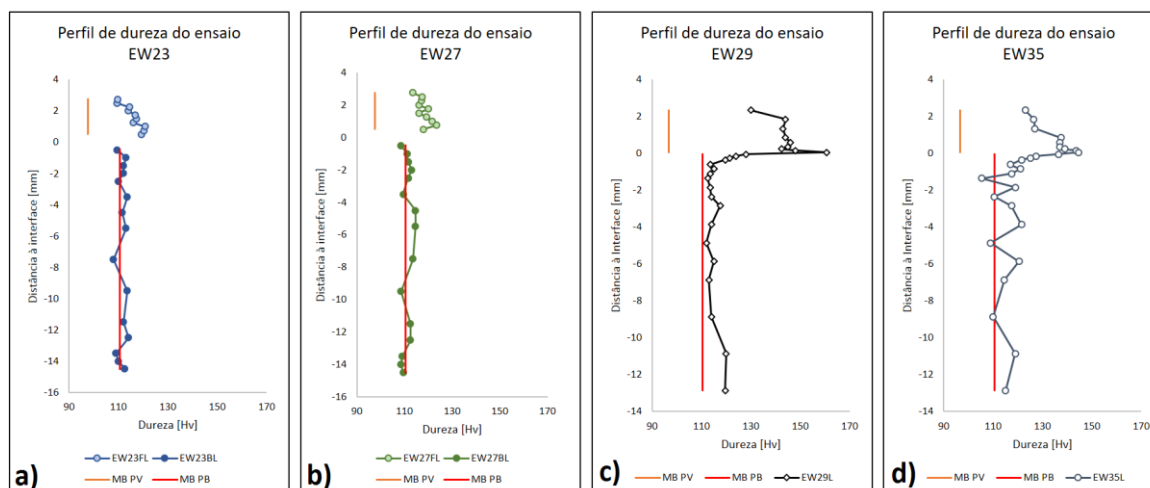 Perfil de dureza do ensaio
EW23
4
2
0
-2
-4
-6
-8
-10
-12
-14
-16
Distância à interface [mm]
90
110
130
150
170
Dureza [Hv]
EW23FL
EW23BL
MB PV
MB PB
a)
Perfil de dureza do ensaio
EW27
4
2
0
-2
-4
-6
-8
-10
-12
-14
-16
Distância à interface [mm]
90
110
130
150
170
Dureza [Hv]
EW27FL
EW27BL
MB PV
MB PB
b)
Perfil de dureza do ensaio
EW29
4
2
0
-2
-4
-6
-8
-10
-12
-14
Distância à Interface [mm]
90
110
130
150
170
Dureza [Hv]
MB PV
MB PB
EW29L
c)
Perfil de dureza do ensaio
EW35
4
2
0
-2
-4
-6
-8
-10
-12
-14
Distância à Interface [mm]
90
110
130
150
170
Dureza [Hv]
MB PV
MB PB
EW35L
d)